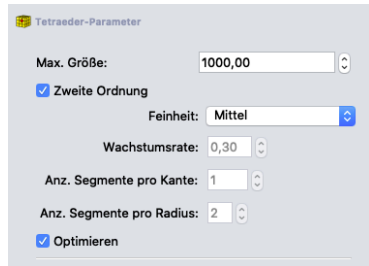 Tetraeder-Parameter
Max. Größe: 1000,00
Zweite Ordnung
Feinheit: Mittel
Wachstumsrate: 0,30
Anz. Segmente pro Kante: 1
Anz. Segmente pro Radius: 2
Optimieren